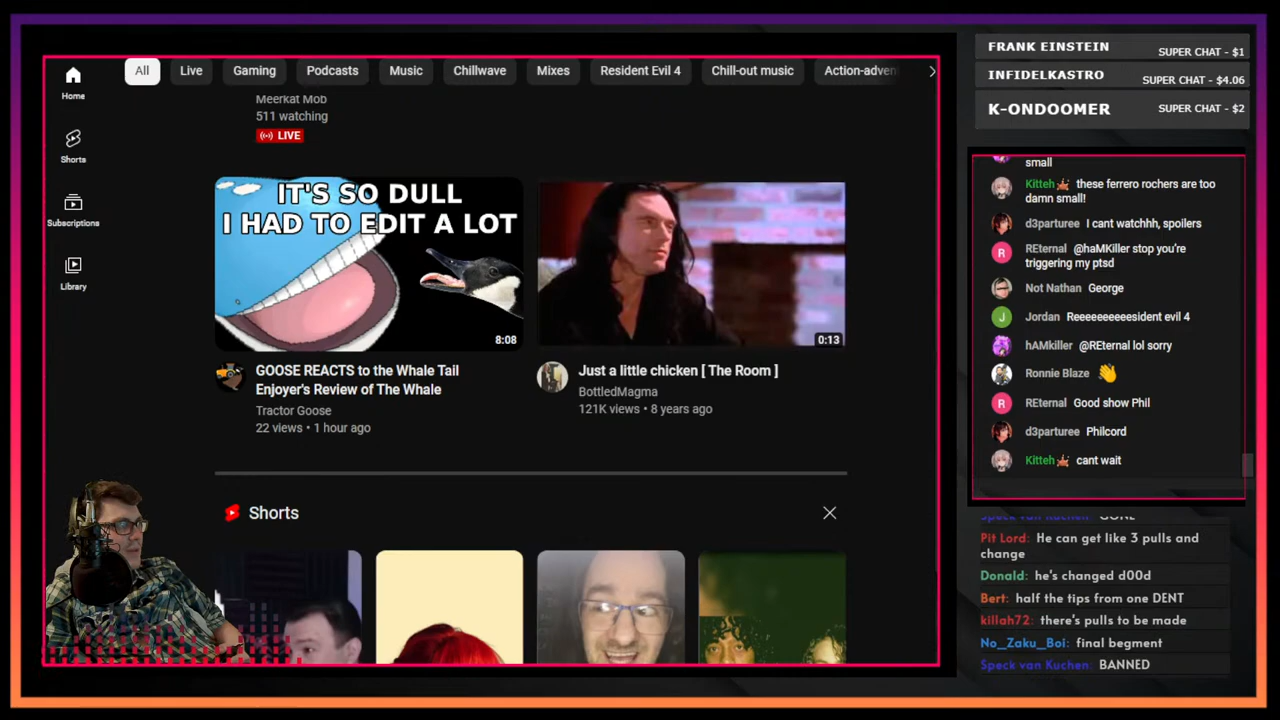 All
Live
Gaming
Podcasts
Music
Chillwave
Mixes
Resident Evil 4
Chill-out music
Action-adven
Home
Shorts
Subscriptions
Library
Meerkat Mob
511 watching
LIVE
IT'S SO DULL
I HAD TO EDIT A LOT
8:08
GOOSE REACTS to the Whale Tail
Enjoyer's Review of The Whale
Tractor Goose
22 views • 1 hour ago
0:13
Just a little chicken [ The Room ]
BottledMagma
121K views • 8 years ago
Shorts
FRANK EINSTEIN SUPER CHAT - $1
INFIDELKASTRO SUPER CHAT - $4.06
K-ONDOOMER SUPER CHAT - $2
small
Kitteh these ferrero rochers are too
damn small!
d3parturee I cant watchhh, spoilers
R
REternal @haMKiller stop you're
triggering my ptsd
Not Nathan George
J
Jordan Reeeeeeeeesident evil 4
hAMkiller @REternal lol sorry
Ronnie Blaze 👋
R
REternal Good show Phil
d3parturee Philcord
Kitteh cant wait
Speck van Kuchen: GONE
Pit Lord: He can get like 3 pulls and
change
Donald: he's changed d00d
Bert: half the tips from one DENT
killah72: there's pulls to be made
No_Zaku_Boi: final begment
Speck van Kuchen: BANNED